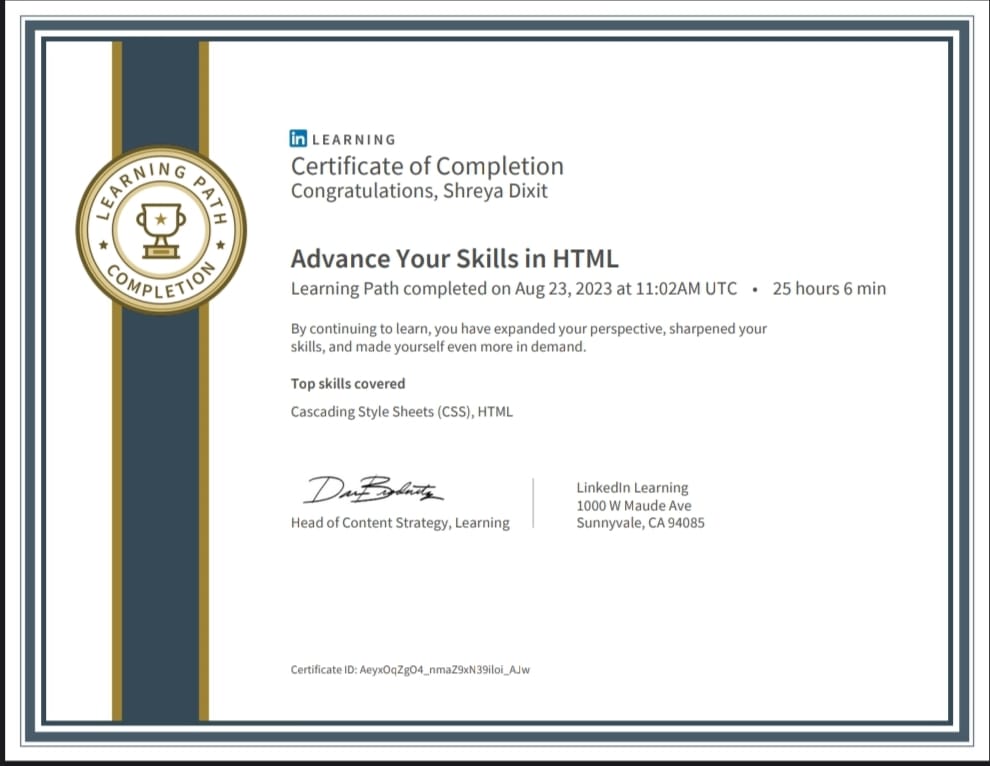 LEARNING PATH
COMPLETION
in LEARNING
Certificate of Completion
Congratulations, Shreya Dixit
Advance Your Skills in HTML
Learning Path completed on Aug 23, 2023 at 11:02AM UTC • 25 hours 6 min
By continuing to learn, you have expanded your perspective, sharpened your
skills, and made yourself even more in demand.
Top skills covered
Cascading Style Sheets (CSS), HTML
Head of Content Strategy, Learning
LinkedIn Learning
1000 W Maude Ave
Sunnyvale, CA 94085
Certificate ID: AeyxOqZgO4_nmaZ9xN39iloi_AJw